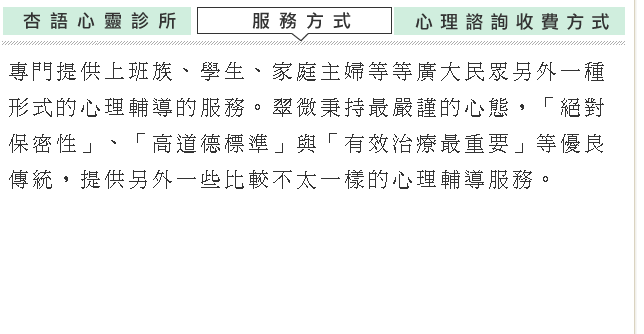 杏語心靈診所 服務方式 心理諮詢收費方式
專門提供上班族、學生、家庭主婦等等廣大民眾另外一種
形式的心理輔導的服務。翠微秉持最嚴謹的心態，「絕對
保密性」、「高道德標準」與「有效治療最重要」等優良
傳統，提供另外一些比較不太一樣的心理輔導服務。